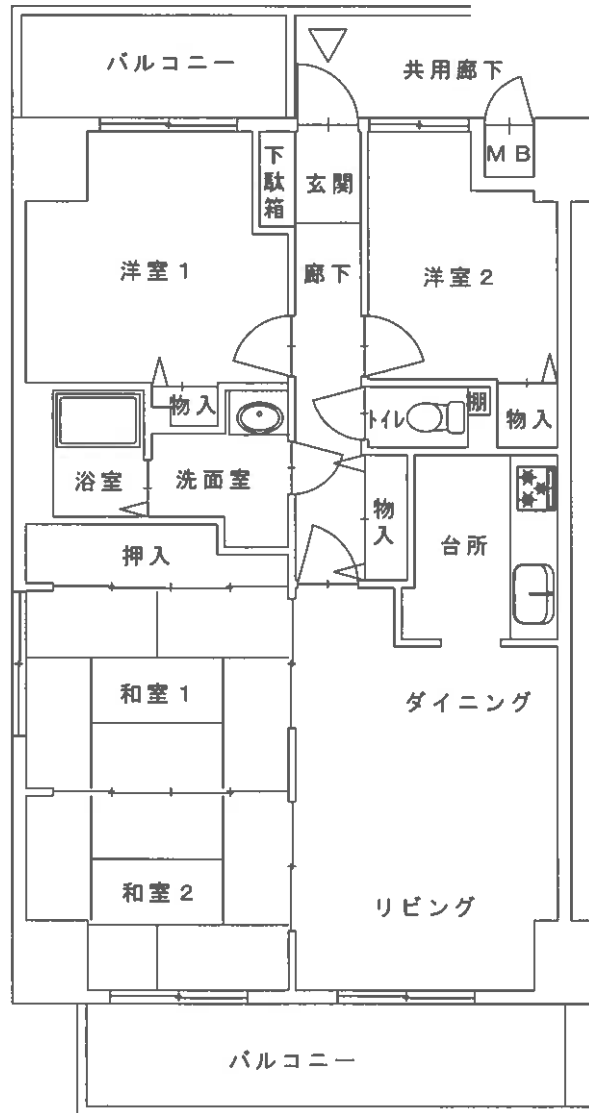 バルコニー
共用廊下
MB
下駄箱
玄関
洋室1
廊下
洋室2
物入
トイレ
棚
物入
浴室
洗面室
物入
台所
押入
和室1
ダイニング
和室2
リビング
バルコニー